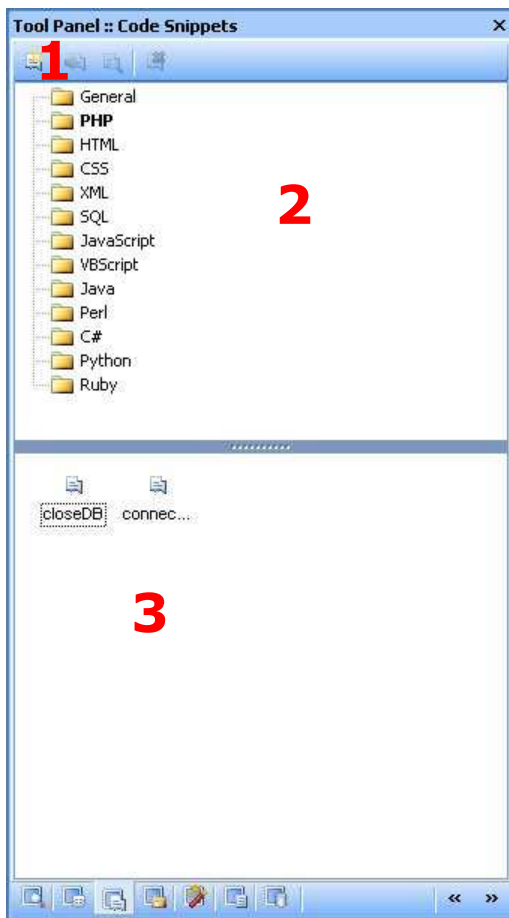 Tool Panel :: Code Snippets
1
General
PHP
HTML
CSS
XML
SQL
JavaScript
VBScript
Java
Perl
C#
Python
Ruby
2
closeDB connec...
3